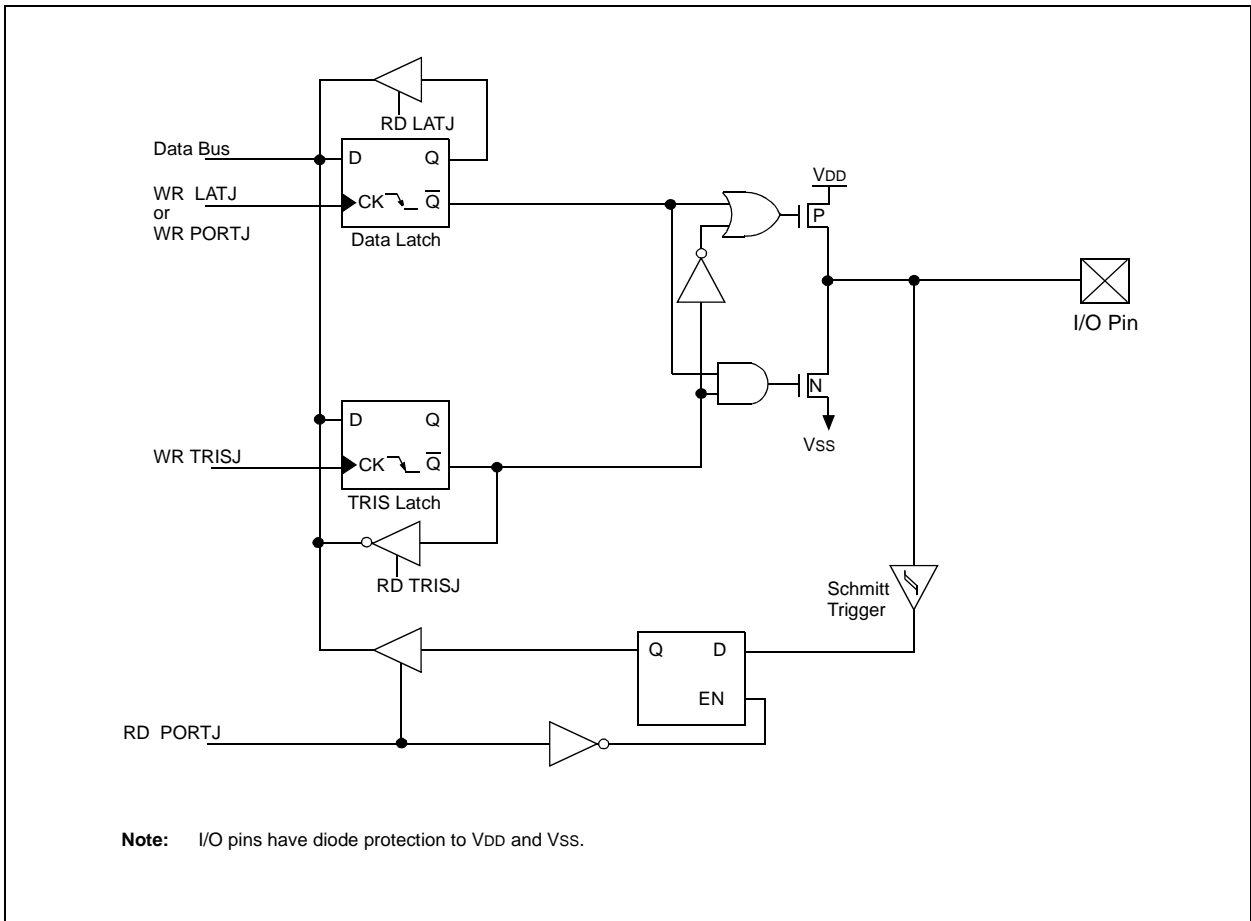 RD LATJ
Data Bus
D Q
WR LATJ
or
WR PORTJ
CK Q̅
Data Latch
VDD
P
I/O Pin
N
VSS
D Q
WR TRISJ
CK Q̅
TRIS Latch
RD TRISJ
Schmitt
Trigger
Q D
EN
RD PORTJ
Note: I/O pins have diode protection to VDD and VSS.